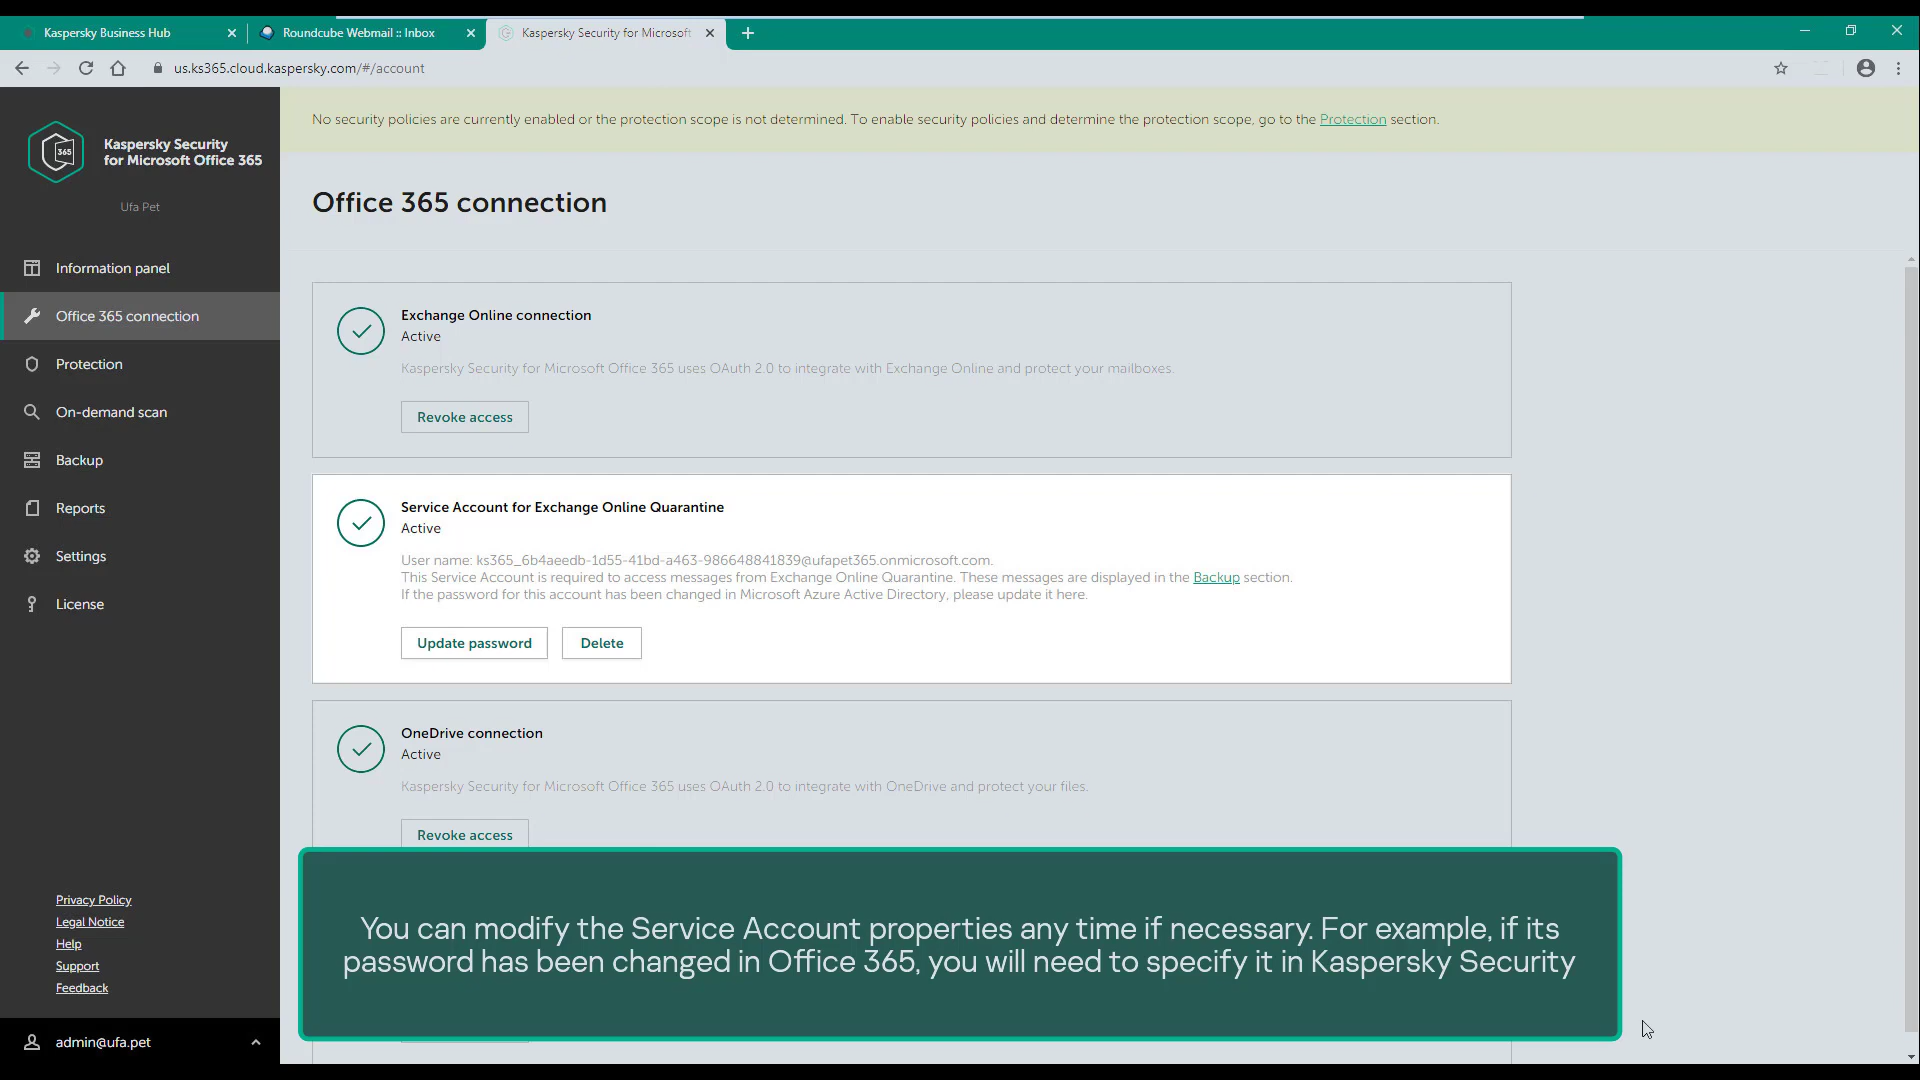 Kaspersky Business Hub
Roundcube Webmail :: Inbox
Kaspersky Security for Microsoft
us.ks365.cloud.kaspersky.com/#/account
365
Kaspersky Security
for Microsoft Office 365
Ufa Pet
Information panel
Office 365 connection
Protection
On-demand scan
Backup
Reports
Settings
License
Privacy Policy
Legal Notice
Help
Support
Feedback
admin@ufa.pet
No security policies are currently enabled or the protection scope is not determined. To enable security policies and determine the protection scope, go to the Protection section.
Office 365 connection
Exchange Online connection
Active
Kaspersky Security for Microsoft Office 365 uses OAuth 2.0 to integrate with Exchange Online and protect your mailboxes.
Revoke access
Service Account for Exchange Online Quarantine
Active
User name: ks365_6b4aeedb-1d55-41bd-a463-986648841839@ufapet365.onmicrosoft.com.
This Service Account is required to access messages from Exchange Online Quarantine. These messages are displayed in the Backup section.
If the password for this account has been changed in Microsoft Azure Active Directory, please update it here.
Update password
Delete
OneDrive connection
Active
Kaspersky Security for Microsoft Office 365 uses OAuth 2.0 to integrate with OneDrive and protect your files.
Revoke access
You can modify the Service Account properties any time if necessary. For example, if its
password has been changed in Office 365, you will need to specify it in Kaspersky Security